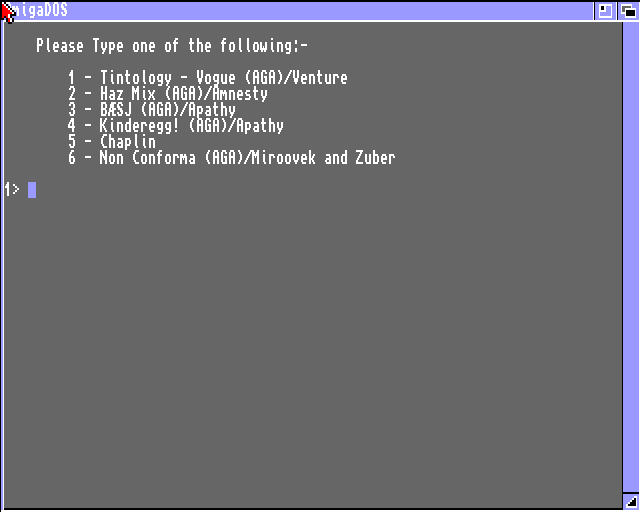 migaDOS
Please Type one of the following:-
1 - Tintology - Vogue (AGA)/Venture
2 - Haz Mix (AGA)/Amnesty
3 - BÆSJ (AGA)/Apathy
4 - Kinderegg! (AGA)/Apathy
5 - Chaplin
6 - Non Conforma (AGA)/Miroovek and Zuber
1>